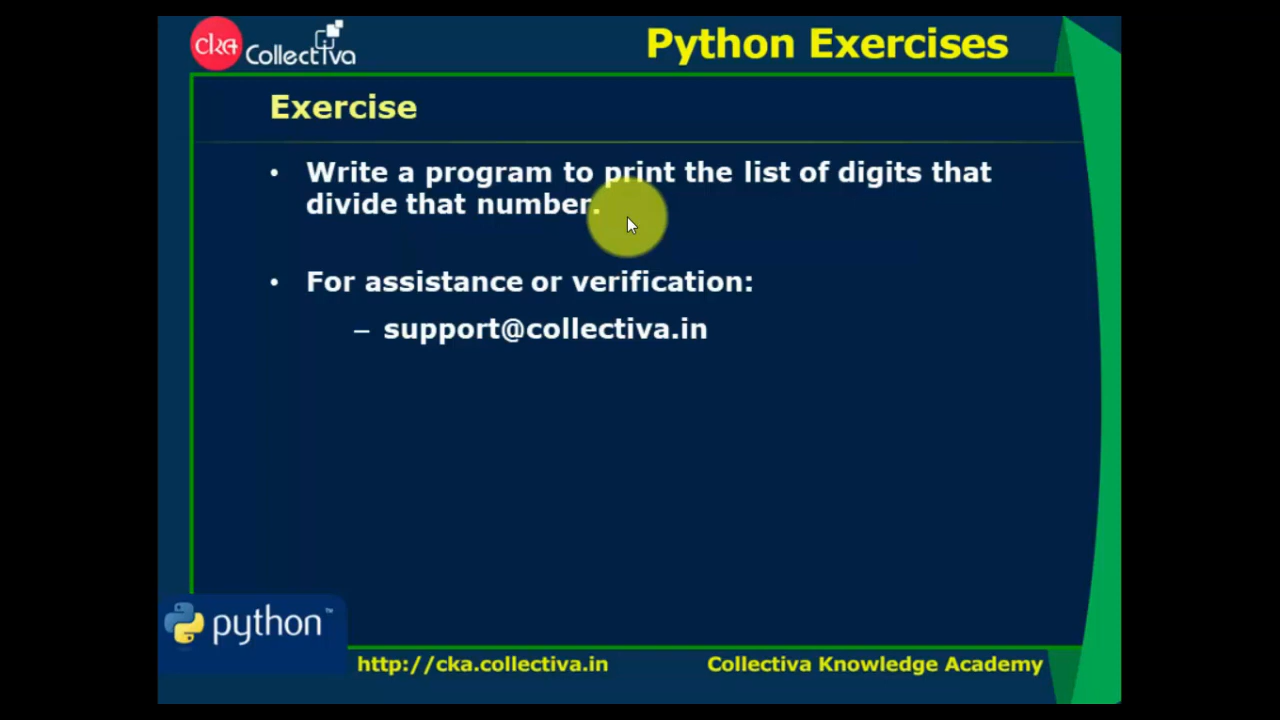 cka Collectiva
Python Exercises
Exercise
• Write a program to print the list of digits that
divide that number.
• For assistance or verification:
– support@collectiva.in
python™
http://cka.collectiva.in
Collectiva Knowledge Academy